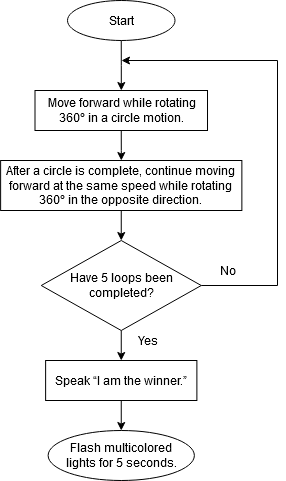 Start
Move forward while rotating
360° in a circle motion.
After a circle is complete, continue moving
forward at the same speed while rotating
360° in the opposite direction.
Have 5 loops been
completed?
No
Yes
Speak “I am the winner.”
Flash multicolored
lights for 5 seconds.